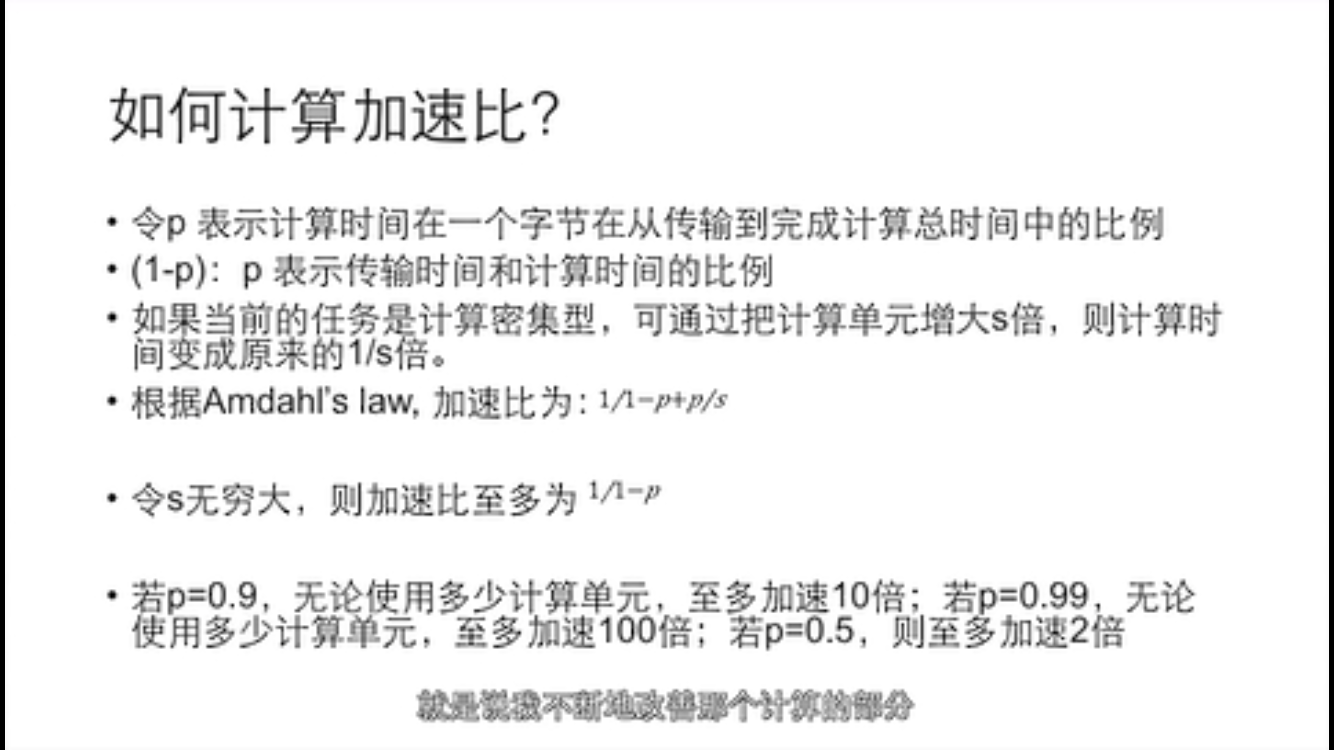 如何计算加速比?
• 令p 表示计算时间在一个字节在从传输到完成计算总时间中的比例
• (1-p)：p 表示传输时间和计算时间的比例
• 如果当前的任务是计算密集型，可通过把计算单元增大s倍，则计算时
间变成原来的1/s倍。
• 根据Amdahl's law, 加速比为: 1/1−p+p/s
• 令s无穷大，则加速比至多为 1/1−p
• 若p=0.9，无论使用多少计算单元，至多加速10倍；若p=0.99，无论
使用多少计算单元，至多加速100倍；若p=0.5，则至多加速2倍
就是说我不断地改善那个计算的部分